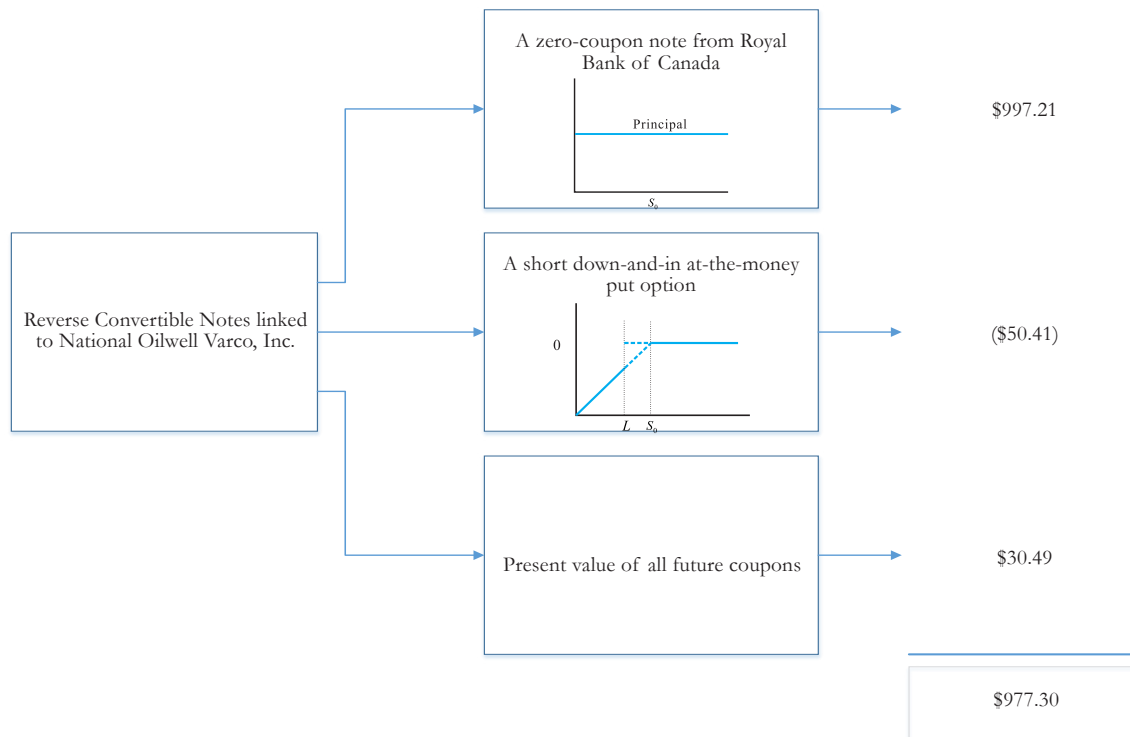 A zero-coupon note from Royal
Bank of Canada
Principal
S₀
$997.21
Reverse Convertible Notes linked
to National Oilwell Varco, Inc.
A short down-and-in at-the-money
put option
0
L S₀
($50.41)
Present value of all future coupons
$30.49
$977.30